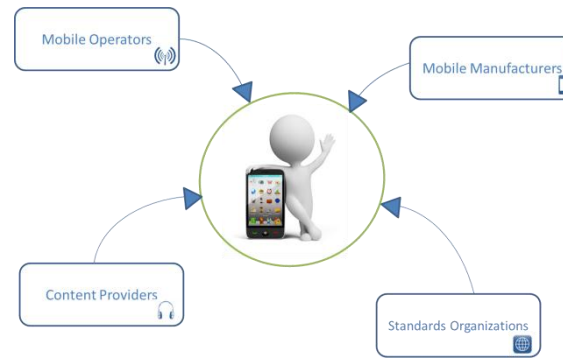 Mobile Operators
Mobile Manufacturers
Content Providers
Standards Organizations